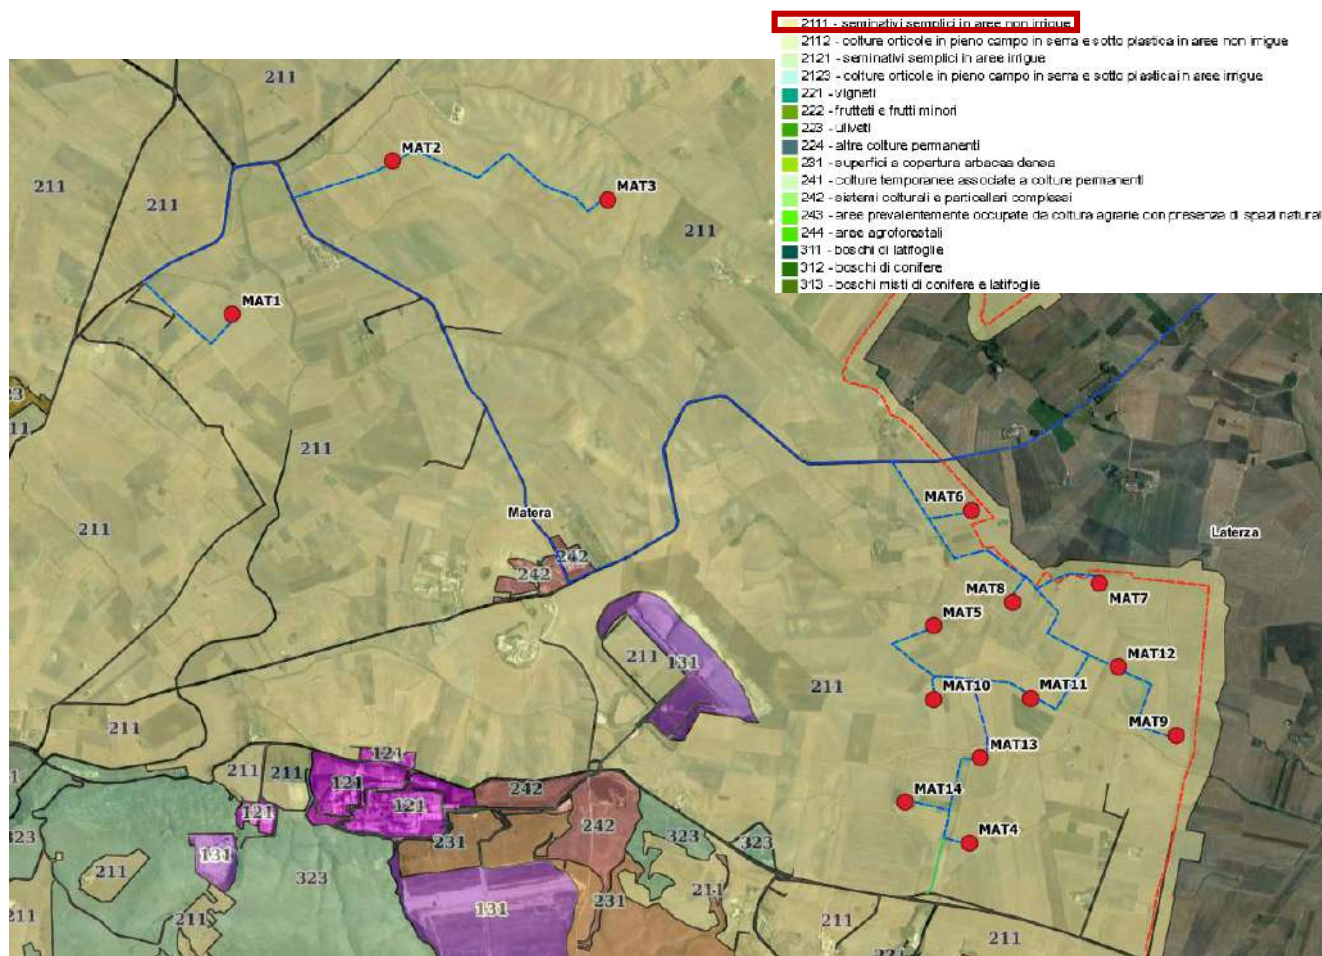 2111 - seminativi semplici in aree non irrigue
2112 - colture orticole in pieno campo in serra e sotto plastica in aree non irrigue
2121 - seminativi semplici in aree irrigue
2123 - colture orticole in pieno campo in serra e sotto plastica in aree irrigue
221 - vigneti
222 - frutteti e frutti minori
223 - uliveti
224 - altre colture permanenti
231 - superfici a copertura erbacea densa
241 - colture temporanee associate a colture permanenti
242 - sistemi colturali e particellari complessi
243 - aree prevalentemente occupate da coltura agrarie con presenza di spazi naturali
244 - aree agroforestali
311 - boschi di latifoglie
312 - boschi di conifere
313 - boschi misti di conifere e latifoglie
211
MAT2
211
MAT3
211
211
211
MAT1
211
211
MAT6
Matera
211
Laterza
242
242
MAT8
MAT7
MAT5
211
131
MAT12
211
MAT10
MAT11
211
MAT9
MAT13
121
211
211
121
242
121
MAT14
121
242
323
323
231
MAT4
131
211
323
211
231
131
211
211
211
211